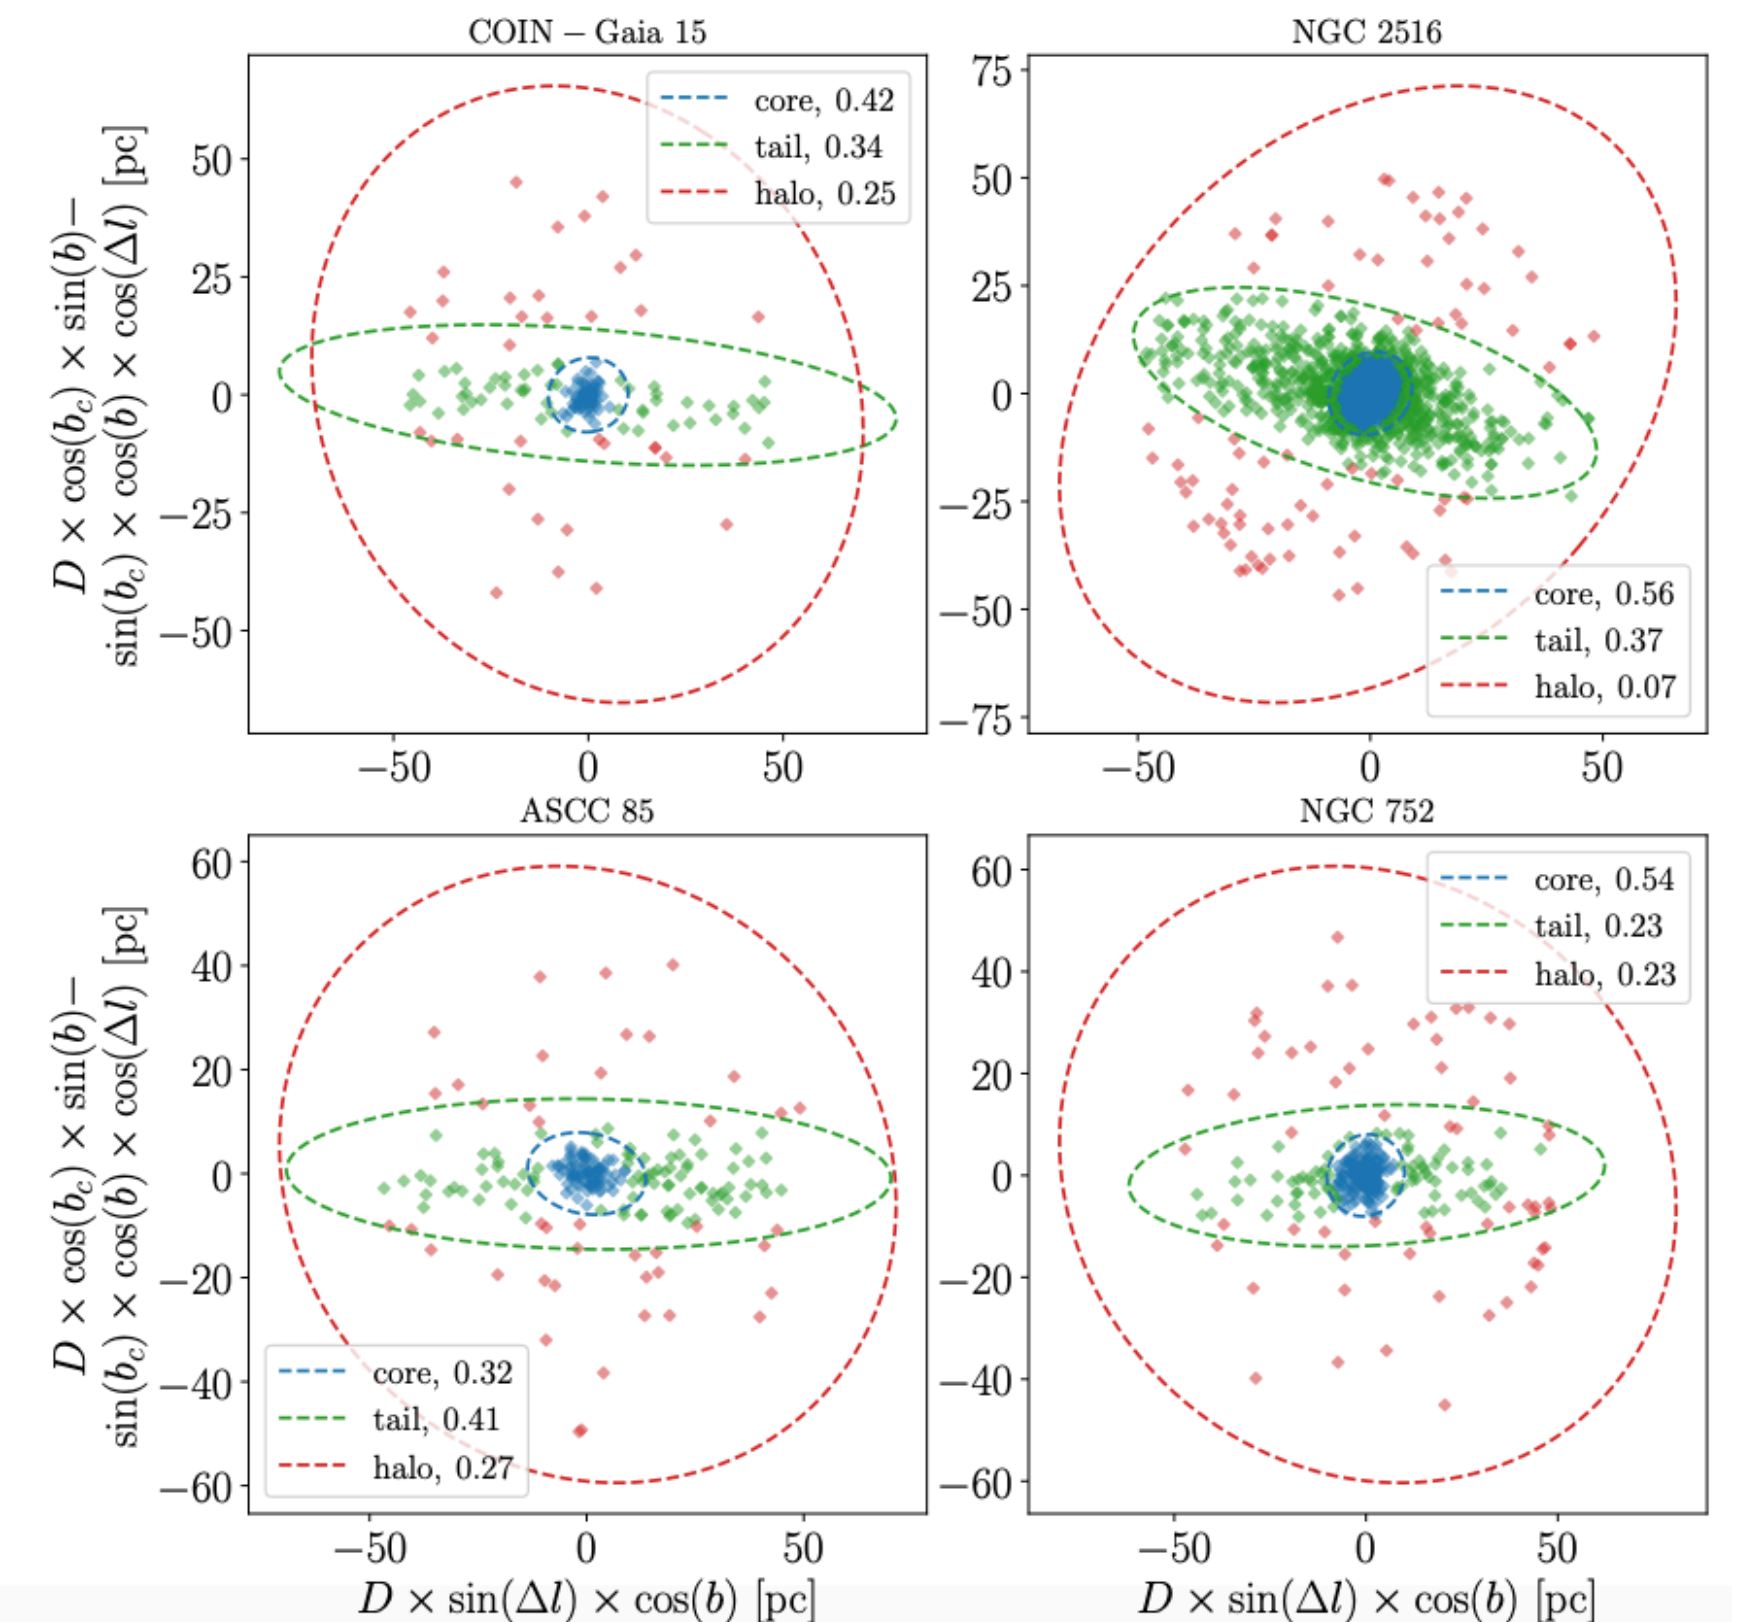 COIN – Gaia 15
D × cos(b_c) × sin(b)−
sin(b_c) × cos(b) × cos(Δl) [pc]
50
25
0
−25
−50
core, 0.42
tail, 0.34
halo, 0.25
−50 0 50
NGC 2516
75
50
25
0
−25
−50
−75
core, 0.56
tail, 0.37
halo, 0.07
−50 0 50
ASCC 85
D × cos(b_c) × sin(b)−
sin(b_c) × cos(b) × cos(Δl) [pc]
60
40
20
0
−20
−40
−60
core, 0.32
tail, 0.41
halo, 0.27
−50 0 50
D × sin(Δl) × cos(b) [pc]
NGC 752
60
40
20
0
−20
−40
−60
core, 0.54
tail, 0.23
halo, 0.23
−50 0 50
D × sin(Δl) × cos(b) [pc]